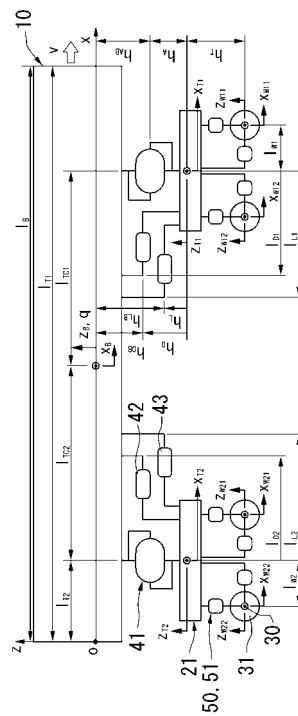 10
V
X
Z
O
l_B
l_T1
l_T2
l_TC1
l_TC2
Z_B, q
X_B
h_AB
h_A
h_T
h_LB
h_L
h_DB
h_D
X_T1
Z_T1
X_T2
Z_T2
Z_W11
X_W11
Z_W12
X_W12
Z_W21
X_W21
Z_W22
X_W22
l_W1
l_D1
l_L1
l_W2
l_D2
l_L2
41
42
43
21
50, 51
31
30